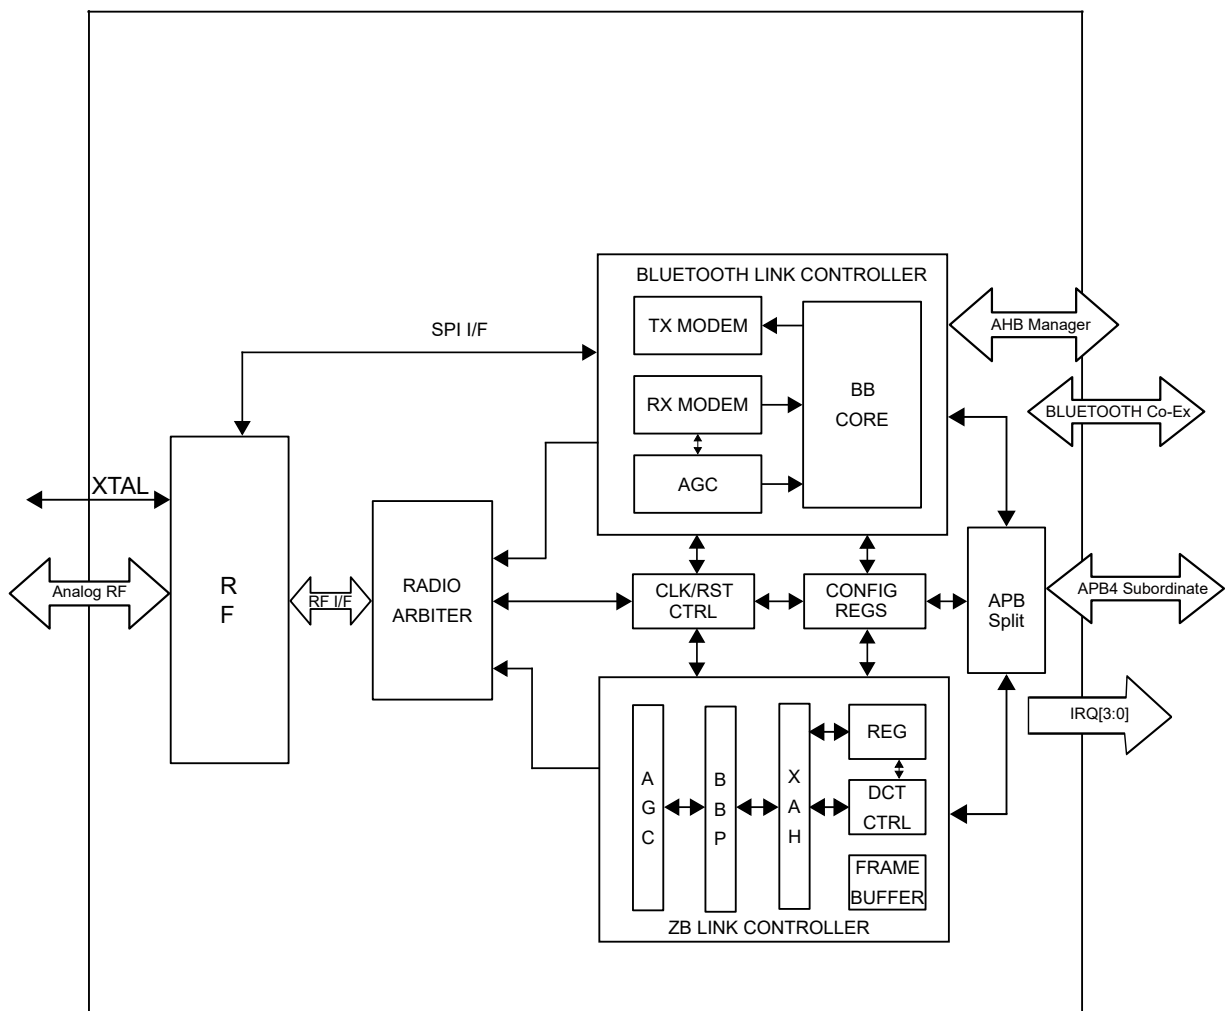 BLUETOOTH LINK CONTROLLER
TX MODEM
RX MODEM
AGC
BB
CORE
SPI I/F
AHB Manager
BLUETOOTH Co-Ex
XTAL
Analog RF
R
F
RF I/F
RADIO
ARBITER
CLK/RST
CTRL
CONFIG
REGS
APB
Split
APB4 Subordinate
IRQ[3:0]
A
G
C
B
B
P
X
A
H
REG
DCT
CTRL
FRAME
BUFFER
ZB LINK CONTROLLER